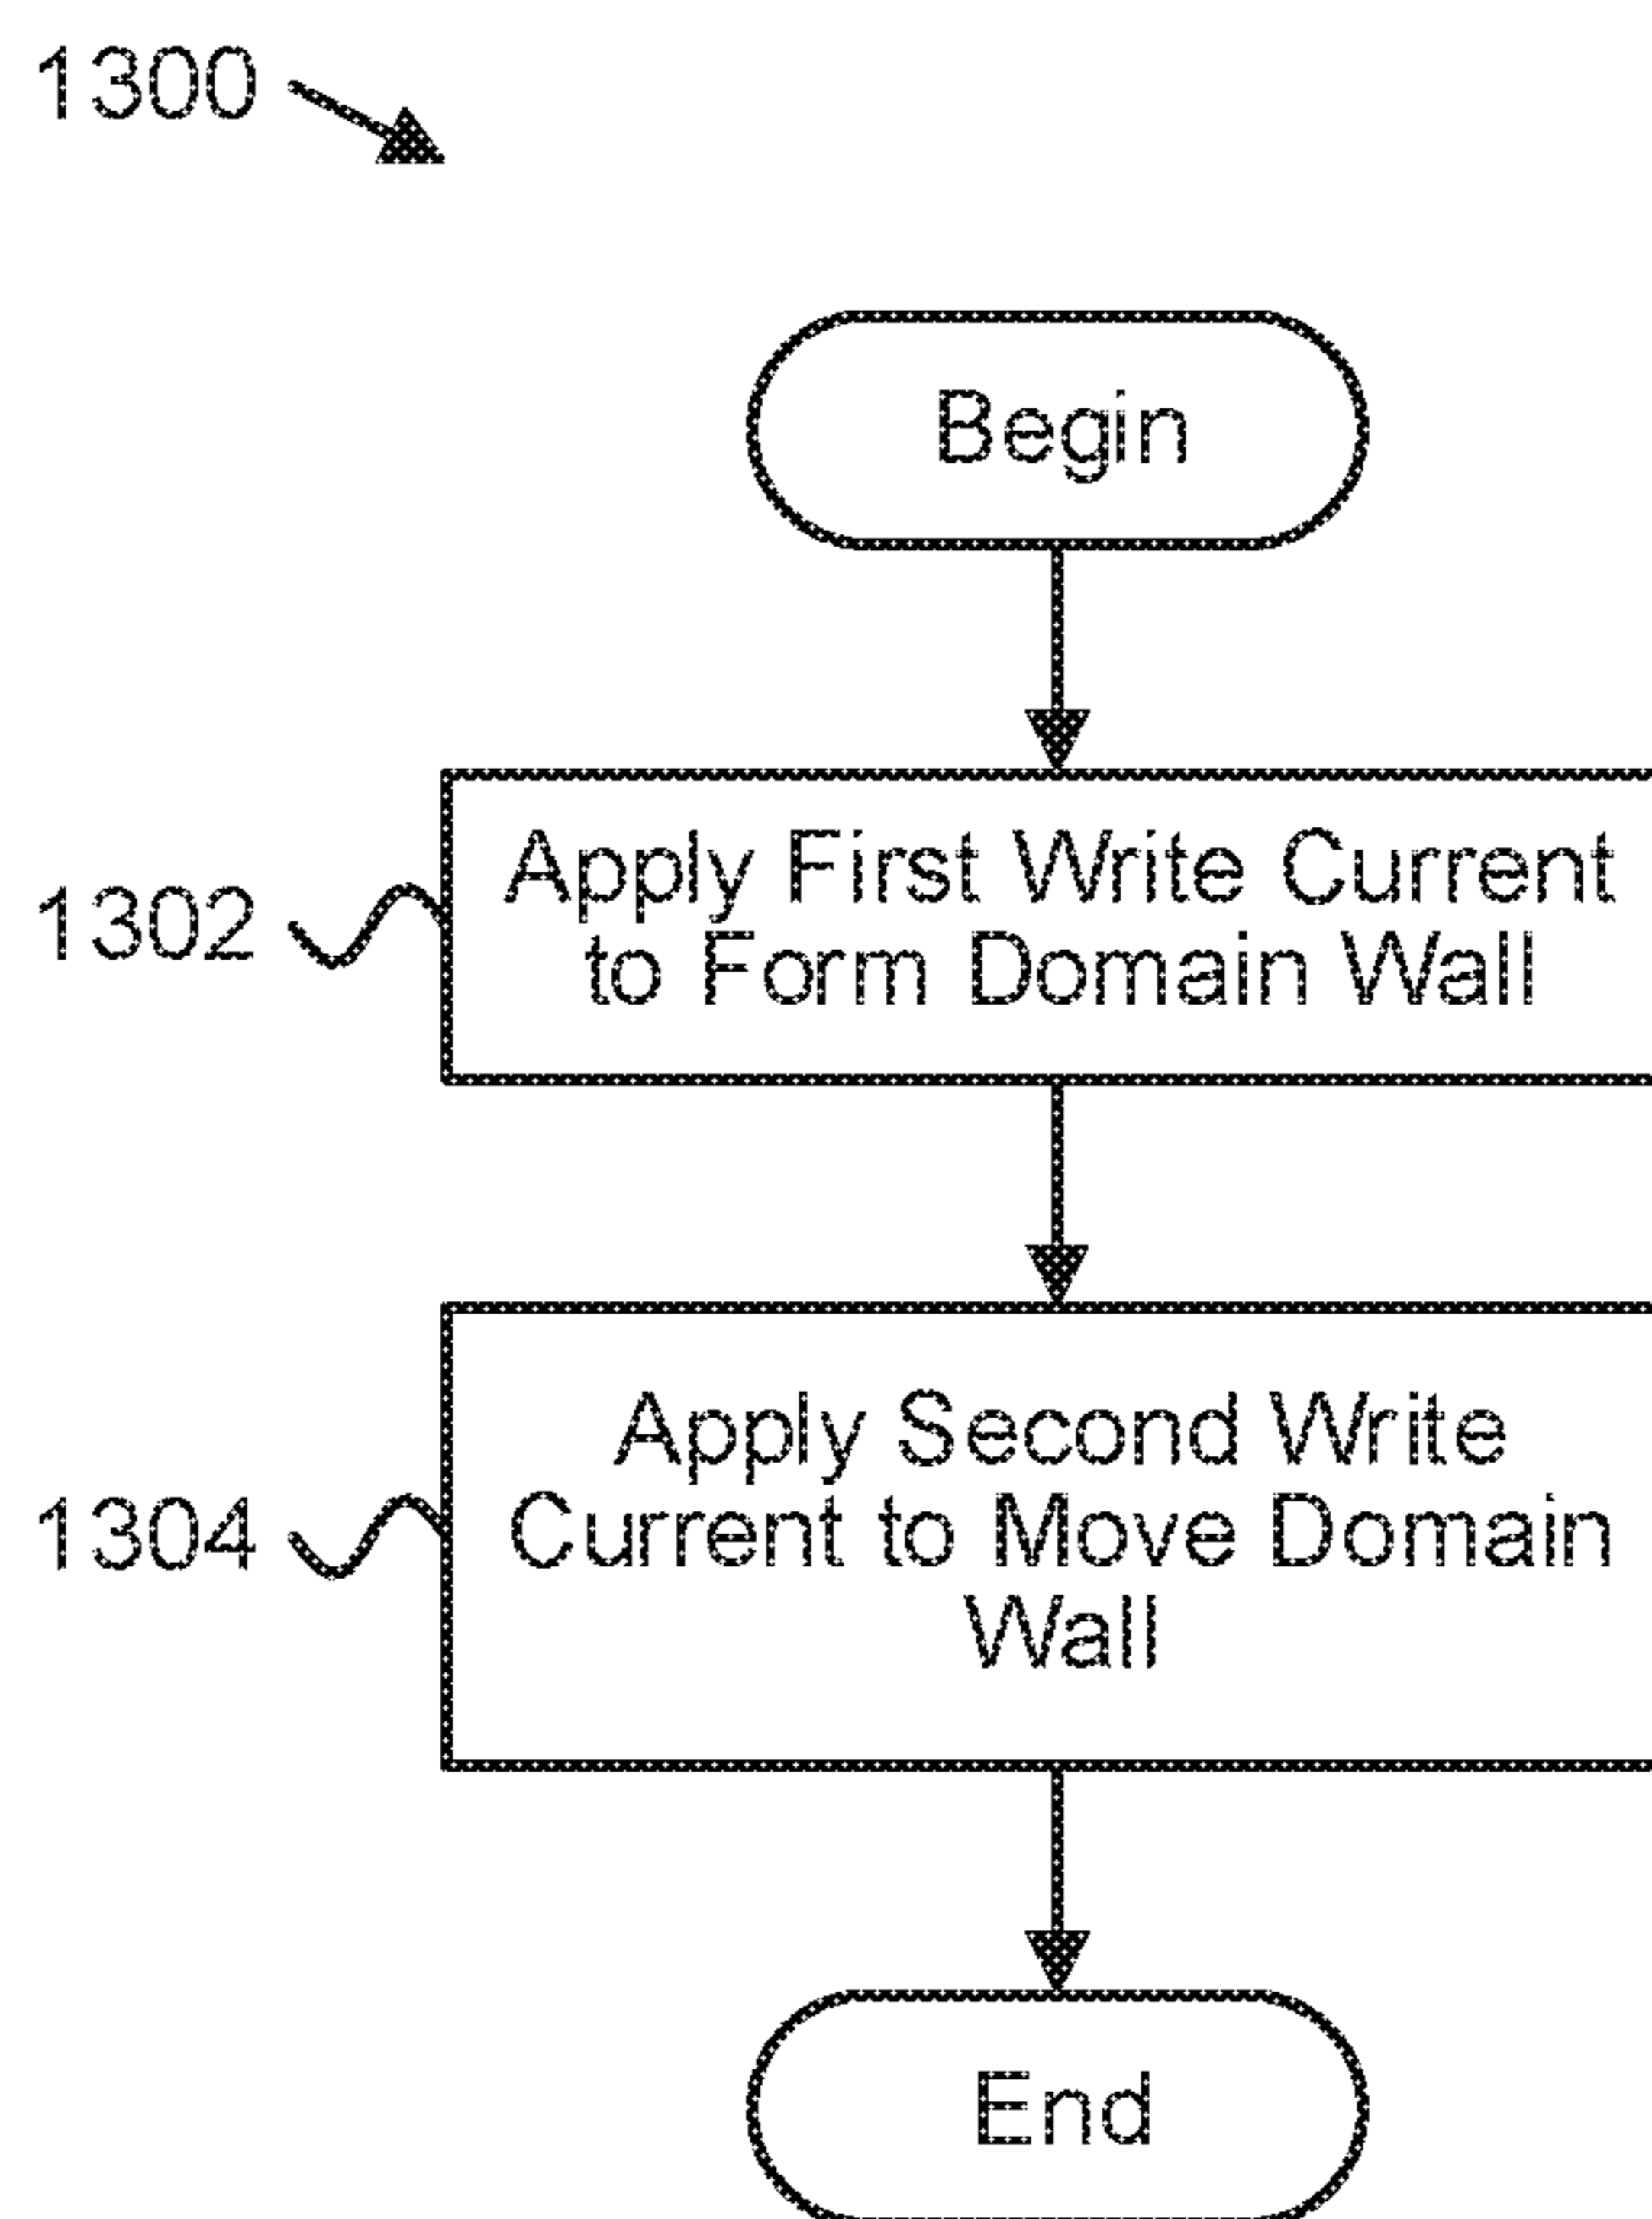 1300
Begin
1302
Apply First Write Current
to Form Domain Wall
1304
Apply Second Write
Current to Move Domain
Wall
End